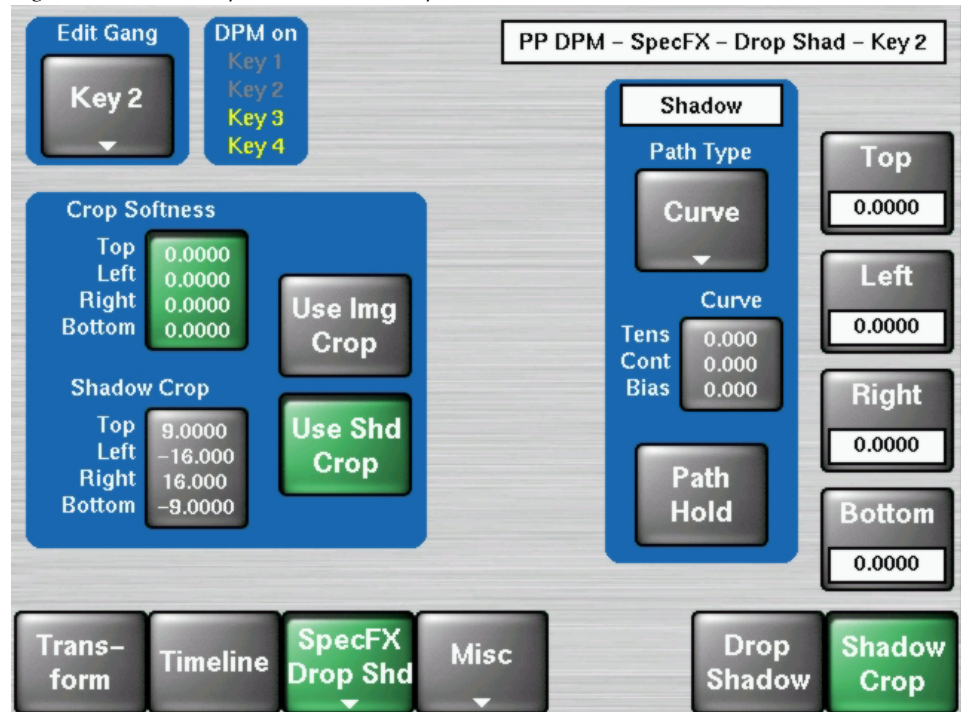 Edit Gang
Key 2
DPM on
Key 1
Key 2
Key 3
Key 4
PP DPM – SpecFX – Drop Shad – Key 2
Crop Softness
Top 0.0000
Left 0.0000
Right 0.0000
Bottom 0.0000
Use Img
Crop
Shadow Crop
Top 9.0000
Left –16.000
Right 16.000
Bottom –9.0000
Use Shd
Crop
Shadow
Path Type
Curve
Curve
Tens 0.000
Cont 0.000
Bias 0.000
Path
Hold
Top
0.0000
Left
0.0000
Right
0.0000
Bottom
0.0000
Trans–
form
Timeline
SpecFX
Drop Shd
Misc
Drop
Shadow
Shadow
Crop